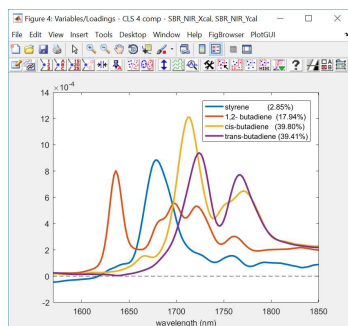 Figure 4: Variables/Loadings - CLS 4 comp - SBR_NIR_Xcal, SBR_NIR_Ycal
File Edit View Insert Tools Desktop Window Help FigBrowser PlotGUI
×10⁻⁴
14
styrene (2.85%)
12
1,2- butadiene (17.94%)
cis-butadiene (39.80%)
trans-butadiene (39.41%)
10
8
6
4
2
0
-2
1600 1650 1700 1750 1800 1850
wavelength (nm)